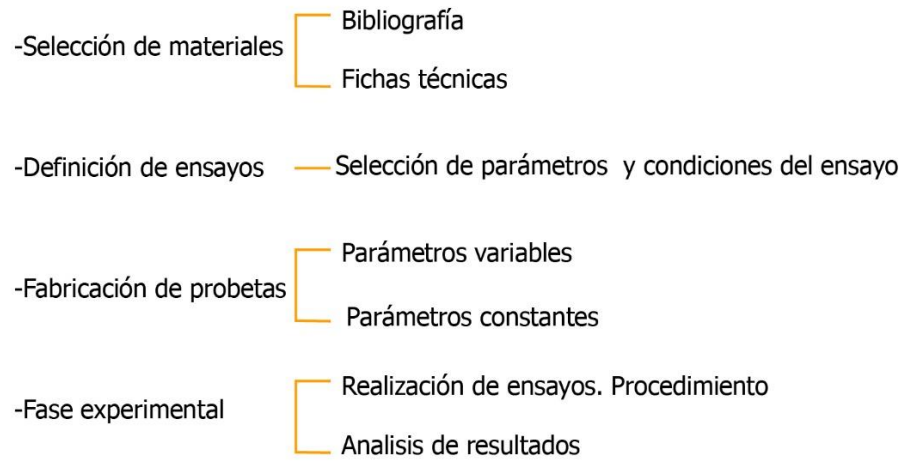 -Selección de materiales
Bibliografía
Fichas técnicas
-Definición de ensayos
Selección de parámetros y condiciones del ensayo
-Fabricación de probetas
Parámetros variables
Parámetros constantes
-Fase experimental
Realización de ensayos. Procedimiento
Analisis de resultados